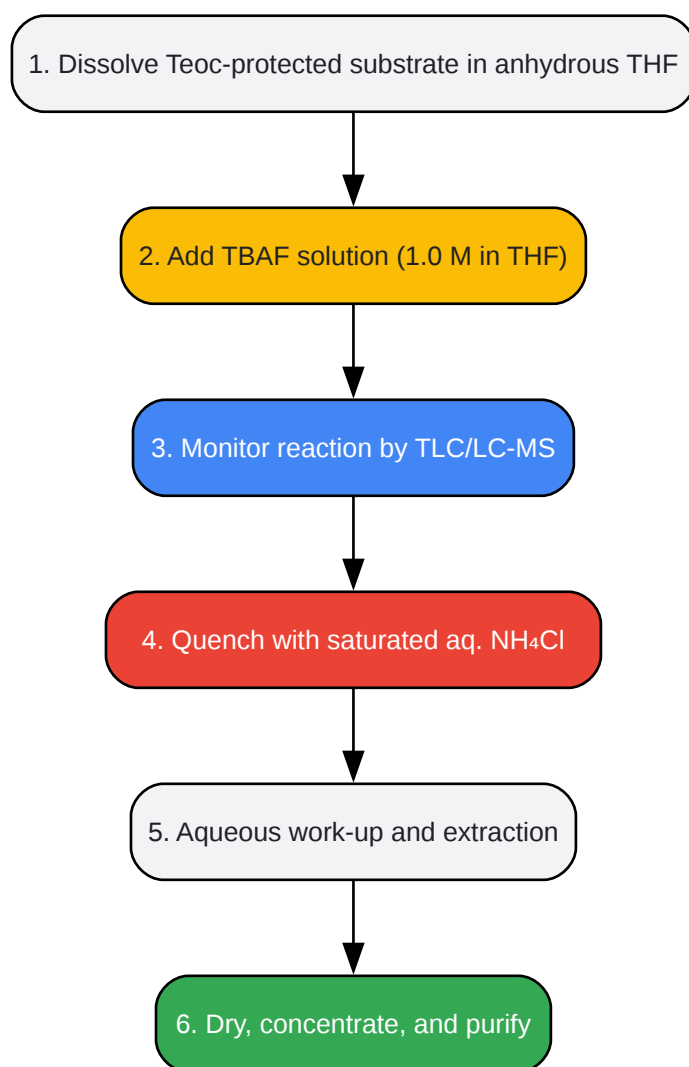 1. Dissolve Teoc-protected substrate in anhydrous THF
2. Add TBAF solution (1.0 M in THF)
3. Monitor reaction by TLC/LC-MS
4. Quench with saturated aq. NH₄Cl
5. Aqueous work-up and extraction
6. Dry, concentrate, and purify